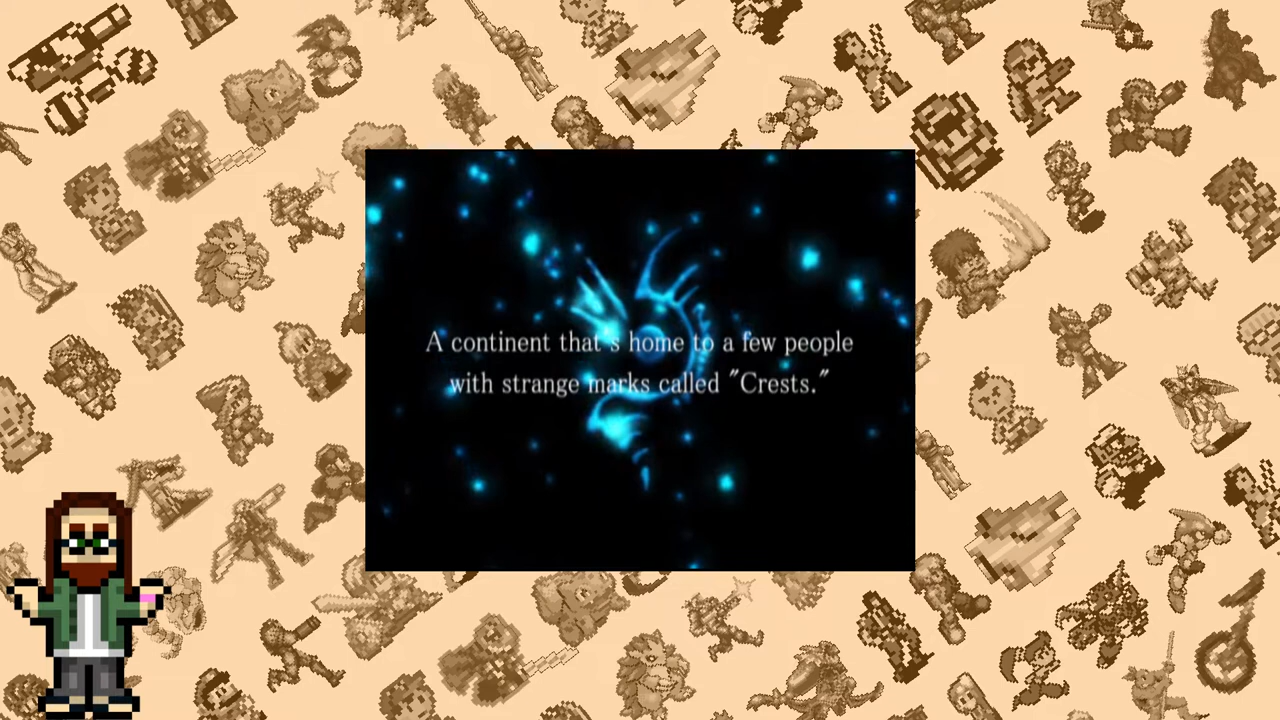 A continent that's home to a few people
with strange marks called "Crests."